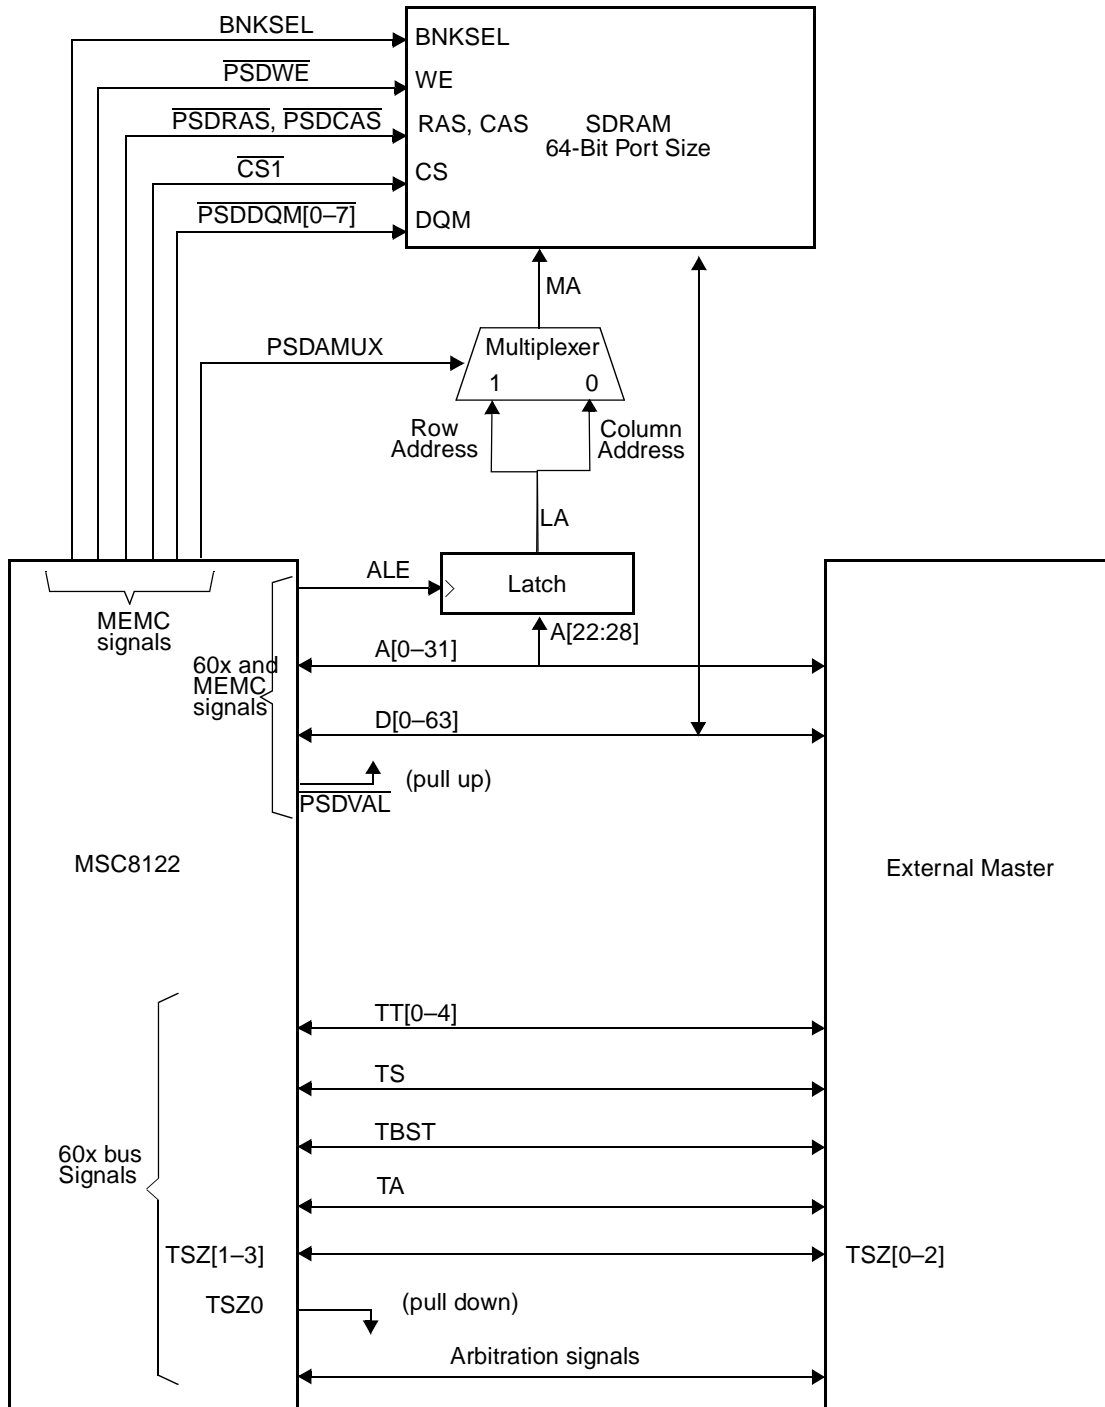 BNKSEL
BNKSEL
PSDWE
WE
PSDRAS, PSDCAS
RAS, CAS
SDRAM
64-Bit Port Size
CS1
CS
PSDDQM[0–7]
DQM
MA
PSDAMUX
Multiplexer
1 0
Row
Address
Column
Address
LA
ALE
Latch
MEMC
signals
A[22:28]
A[0–31]
60x and
MEMC
signals
D[0–63]
(pull up)
PSDVAL
MSC8122
External Master
TT[0–4]
TS
TBST
60x bus
Signals
TA
TSZ[1–3]
TSZ[0–2]
TSZ0
(pull down)
Arbitration signals